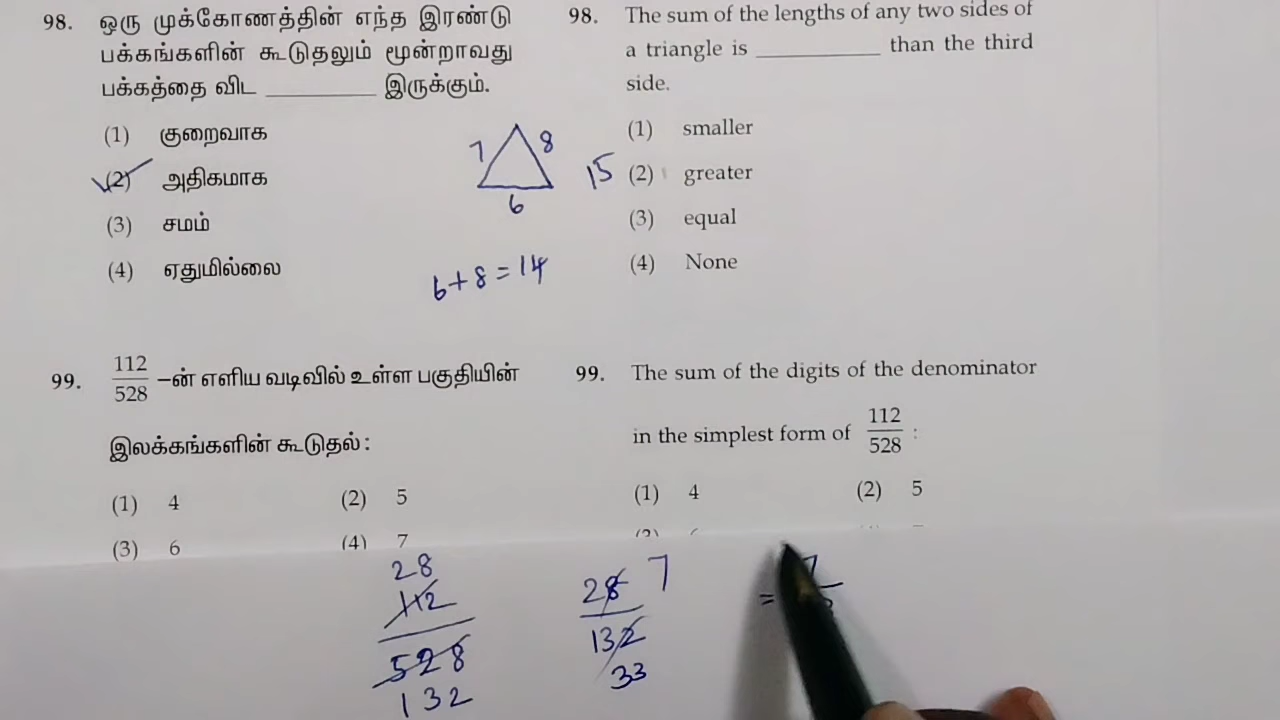 98. ஒரு முக்கோணத்தின் எந்த இரண்டு
பக்கங்களின் கூடுதலும் மூன்றாவது
பக்கத்தை விட __________ இருக்கும்.
(1) குறைவாக
(2) அதிகமாக
(3) சமம்
(4) ஏதுமில்லை
7
8
6
15
6+8=14
98. The sum of the lengths of any two sides of
a triangle is __________ than the third
side.
(1) smaller
(2) greater
(3) equal
(4) None
99. 112/528 –ன் எளிய வடிவில் உள்ள பகுதியின்
இலக்கங்களின் கூடுதல் :
(1) 4 (2) 5
(3) 6 (4) 7
99. The sum of the digits of the denominator
in the simplest form of 112/528 :
(1) 4 (2) 5
28
112
528
132
28 7
132
33
=